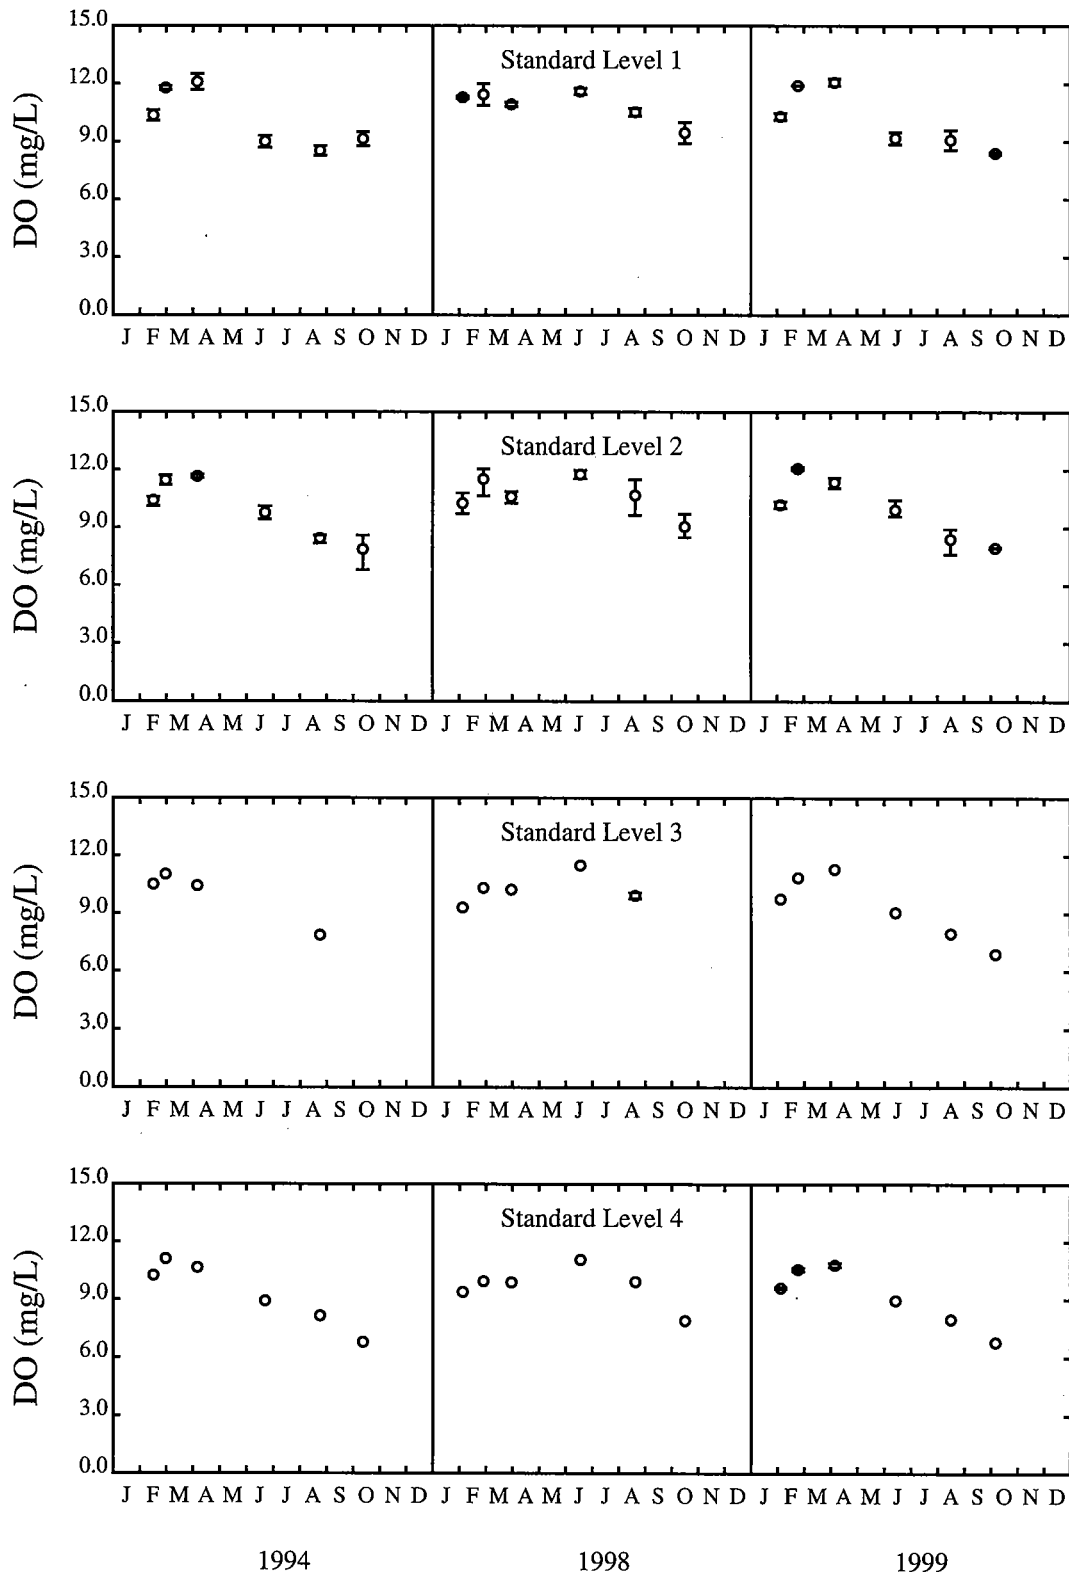 15.0
Standard Level 1
12.0
9.0
6.0
3.0
0.0
DO (mg/L)
J F M A M J J A S O N D J F M A M J J A S O N D J F M A M J J A S O N D
15.0
Standard Level 2
12.0
9.0
6.0
3.0
0.0
DO (mg/L)
J F M A M J J A S O N D J F M A M J J A S O N D J F M A M J J A S O N D
15.0
Standard Level 3
12.0
9.0
6.0
3.0
0.0
DO (mg/L)
J F M A M J J A S O N D J F M A M J J A S O N D J F M A M J J A S O N D
15.0
Standard Level 4
12.0
9.0
6.0
3.0
0.0
DO (mg/L)
J F M A M J J A S O N D J F M A M J J A S O N D J F M A M J J A S O N D
1994 1998 1999